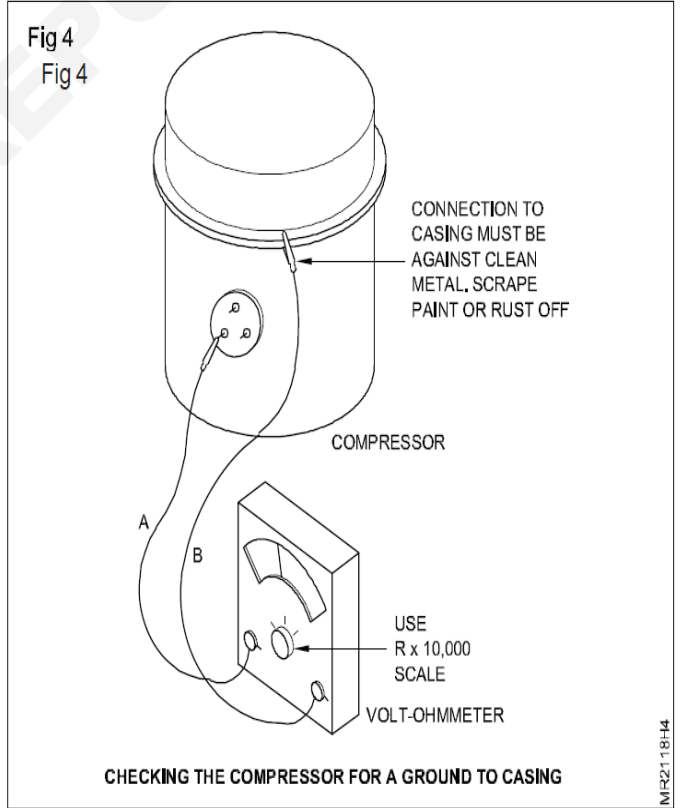 Fig 4
Fig 4
CONNECTION TO
CASING MUST BE
AGAINST CLEAN
METAL. SCRAPE
PAINT OR RUST OFF
COMPRESSOR
A
B
USE
R x 10,000
SCALE
VOLT-OHMMETER
CHECKING THE COMPRESSOR FOR A GROUND TO CASING
MR2118H4